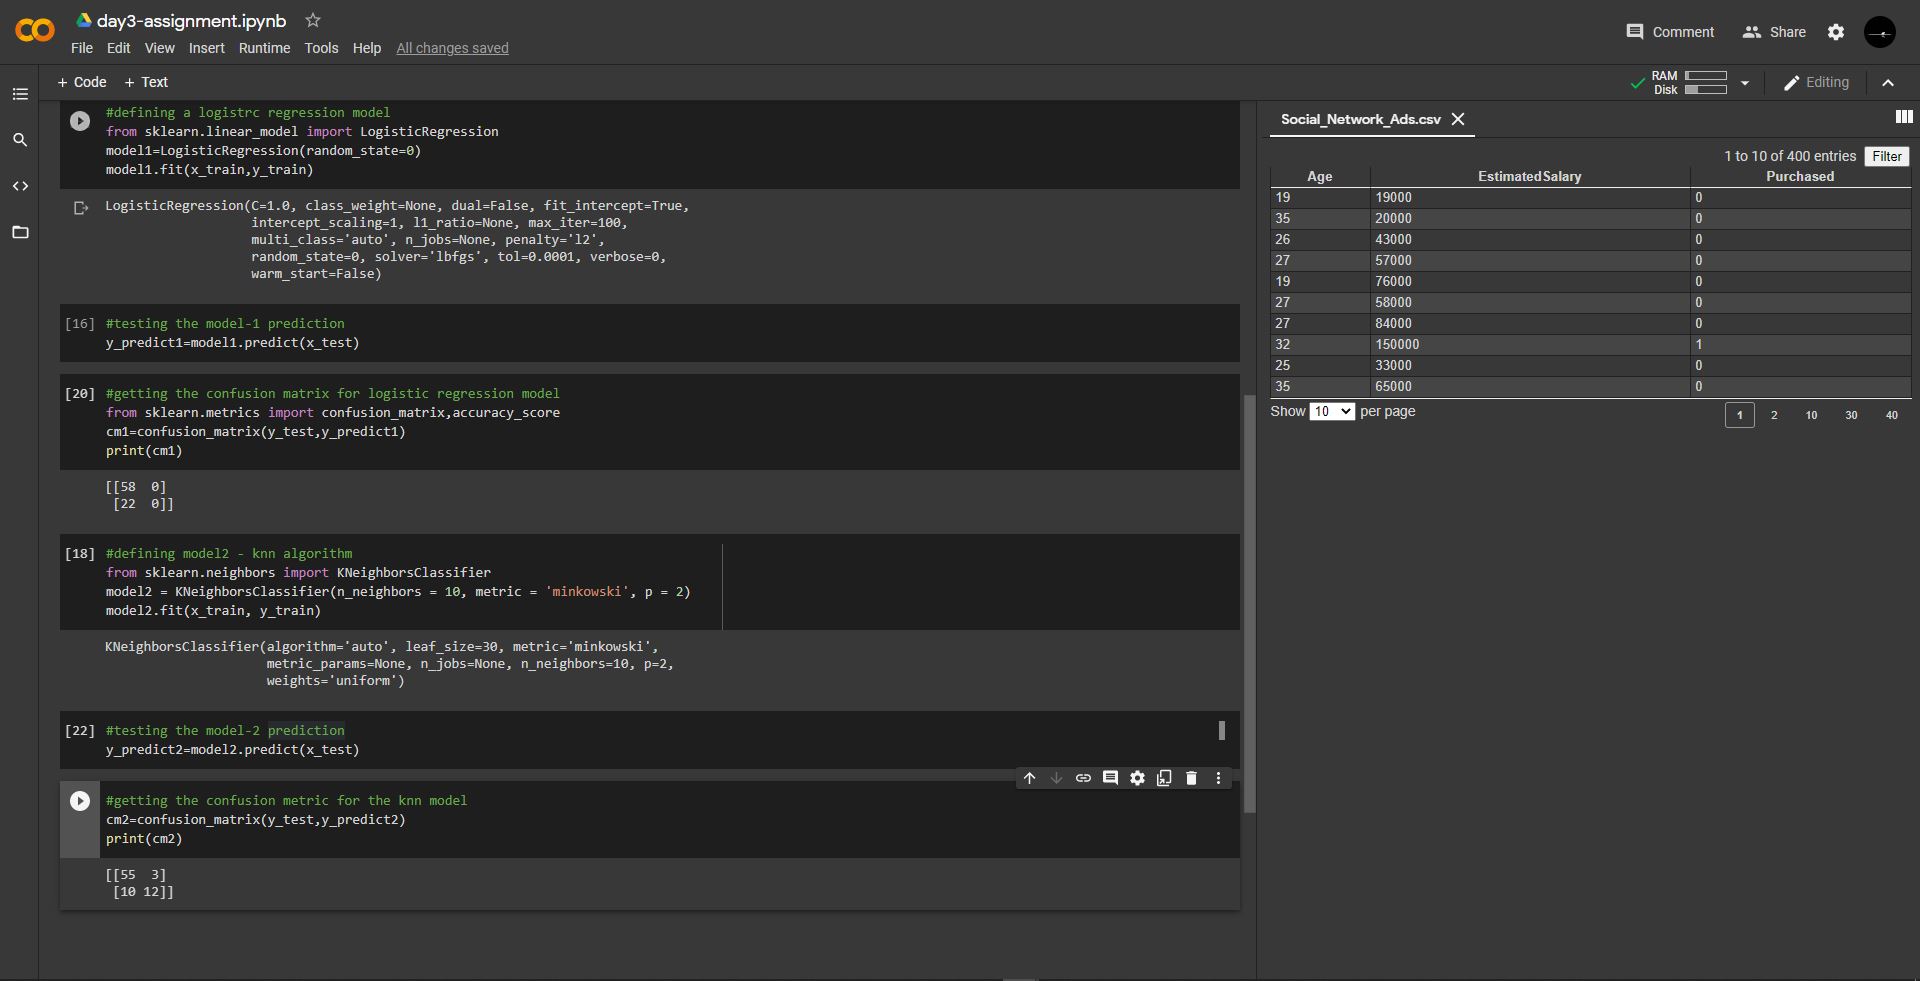 day3-assignment.ipynb
File Edit View Insert Runtime Tools Help All changes saved
Comment Share
+ Code + Text
RAM
Disk
Editing
#defining a logistrc regression model
from sklearn.linear_model import LogisticRegression
model1=LogisticRegression(random_state=0)
model1.fit(x_train,y_train)
LogisticRegression(C=1.0, class_weight=None, dual=False, fit_intercept=True,
intercept_scaling=1, l1_ratio=None, max_iter=100,
multi_class='auto', n_jobs=None, penalty='l2',
random_state=0, solver='lbfgs', tol=0.0001, verbose=0,
warm_start=False)
[16] #testing the model-1 prediction
y_predict1=model1.predict(x_test)
[20] #getting the confusion matrix for logistic regression model
from sklearn.metrics import confusion_matrix,accuracy_score
cm1=confusion_matrix(y_test,y_predict1)
print(cm1)
[[58 0]
[22 0]]
[18] #defining model2 - knn algorithm
from sklearn.neighbors import KNeighborsClassifier
model2 = KNeighborsClassifier(n_neighbors = 10, metric = 'minkowski', p = 2)
model2.fit(x_train, y_train)
KNeighborsClassifier(algorithm='auto', leaf_size=30, metric='minkowski',
metric_params=None, n_jobs=None, n_neighbors=10, p=2,
weights='uniform')
[22] #testing the model-2 prediction
y_predict2=model2.predict(x_test)
#getting the confusion metric for the knn model
cm2=confusion_matrix(y_test,y_predict2)
print(cm2)
[[55 3]
[10 12]]
Social_Network_Ads.csv
1 to 10 of 400 entries Filter
Age EstimatedSalary Purchased
19 19000 0
35 20000 0
26 43000 0
27 57000 0
19 76000 0
27 58000 0
27 84000 0
32 150000 1
25 33000 0
35 65000 0
Show 10 per page
1 2 10 30 40